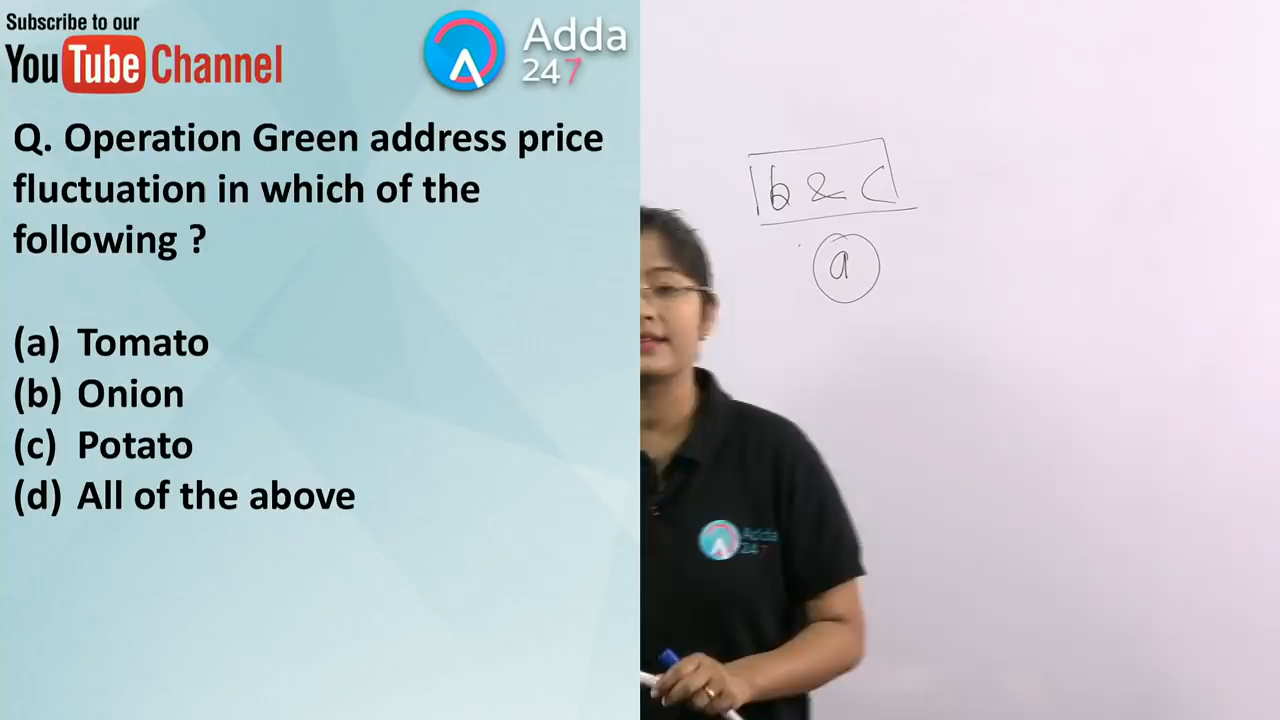 Subscribe to our
YouTube Channel
Adda
247
Q. Operation Green address price
fluctuation in which of the
following ?
(a) Tomato
(b) Onion
(c) Potato
(d) All of the above
b & c
a
Adda
247